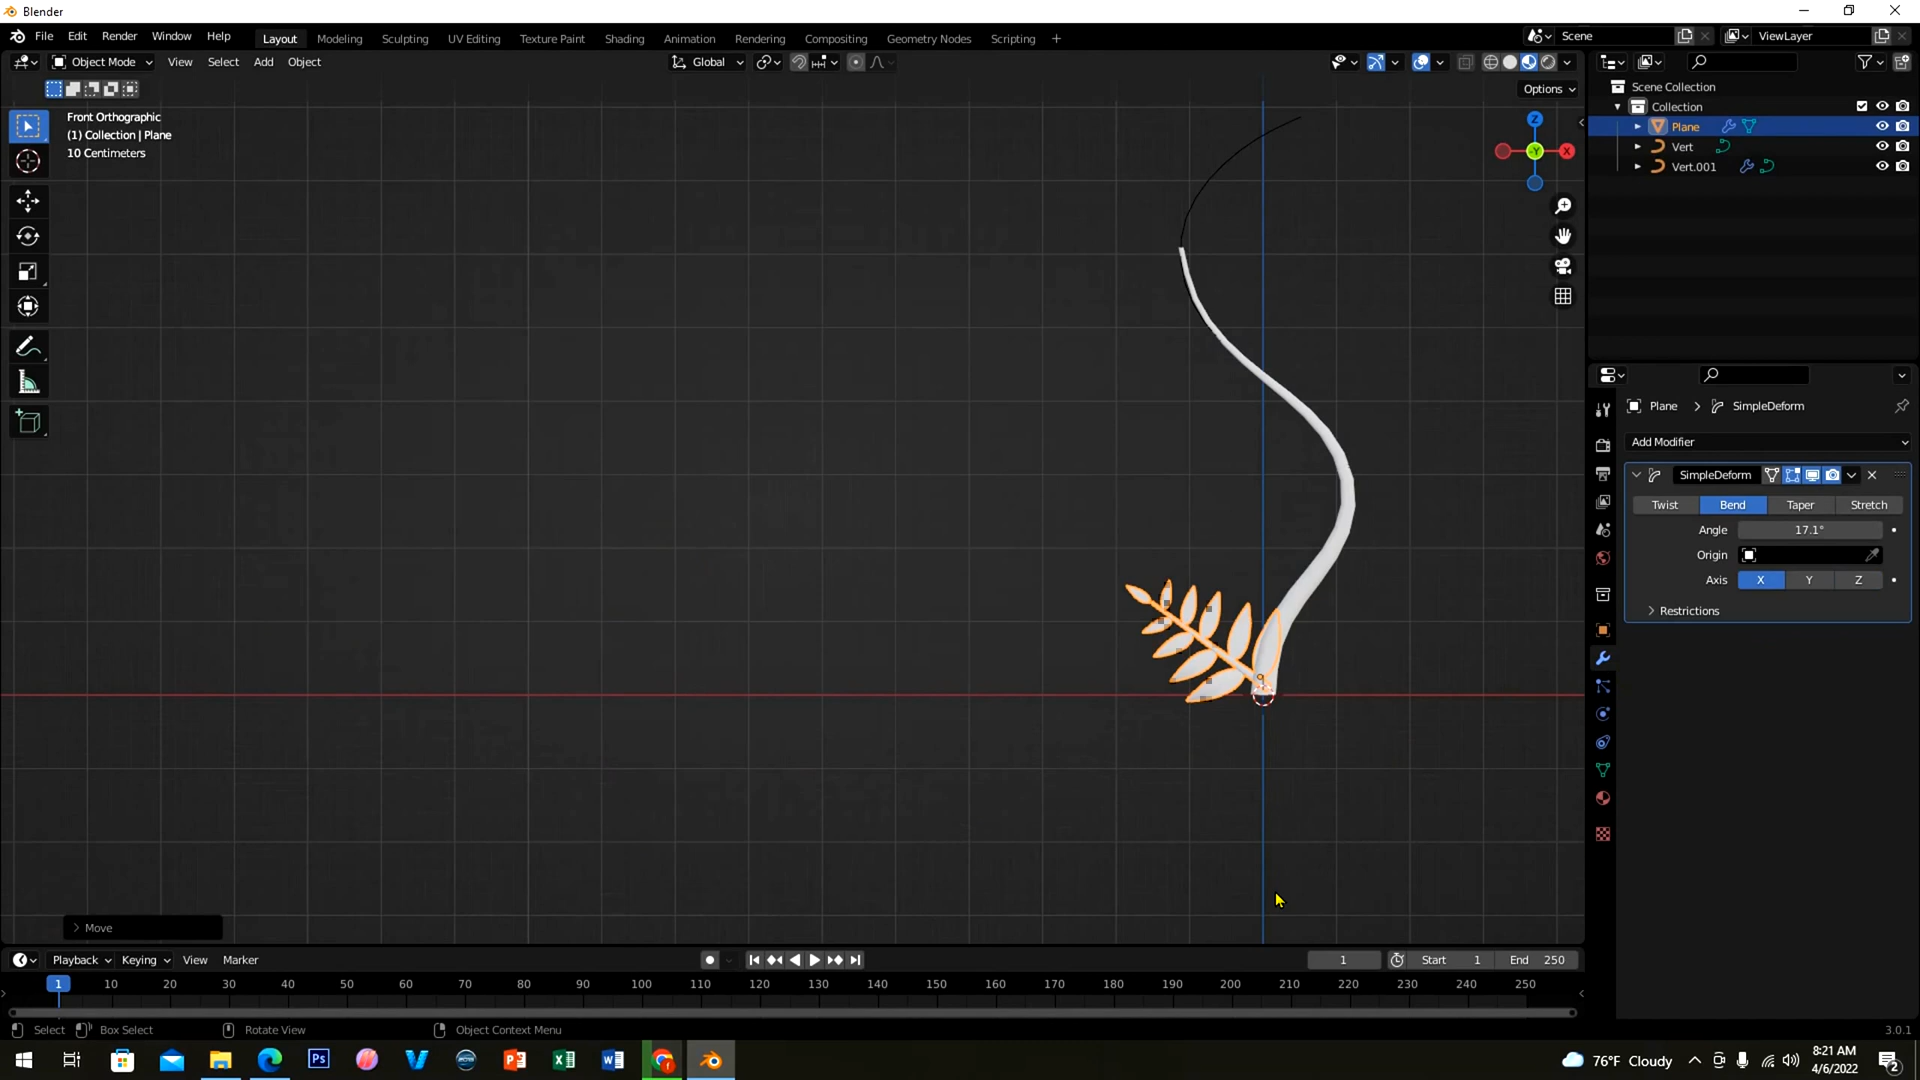 Blender
File Edit Render Window Help
Layout Modeling Sculpting UV Editing Texture Paint Shading Animation Rendering Compositing Geometry Nodes Scripting +
Scene
ViewLayer
Object Mode View Select Add Object
Global
Options
Front Orthographic
(1) Collection | Plane
10 Centimeters
Z
-Y
X
Scene Collection
Collection
Plane
Vert
Vert.001
Plane > SimpleDeform
Add Modifier
SimpleDeform
Twist Bend Taper Stretch
Angle 17.1°
Origin
Axis X Y Z
Restrictions
Move
Playback Keying View Marker
1
Start 1
End 250
1 10 20 30 40 50 60 70 80 90 100 110 120 130 140 150 160 170 180 190 200 210 220 230 240 250
Select Box Select Rotate View Object Context Menu
3.0.1
76°F Cloudy
8:21 AM
4/6/2022
2